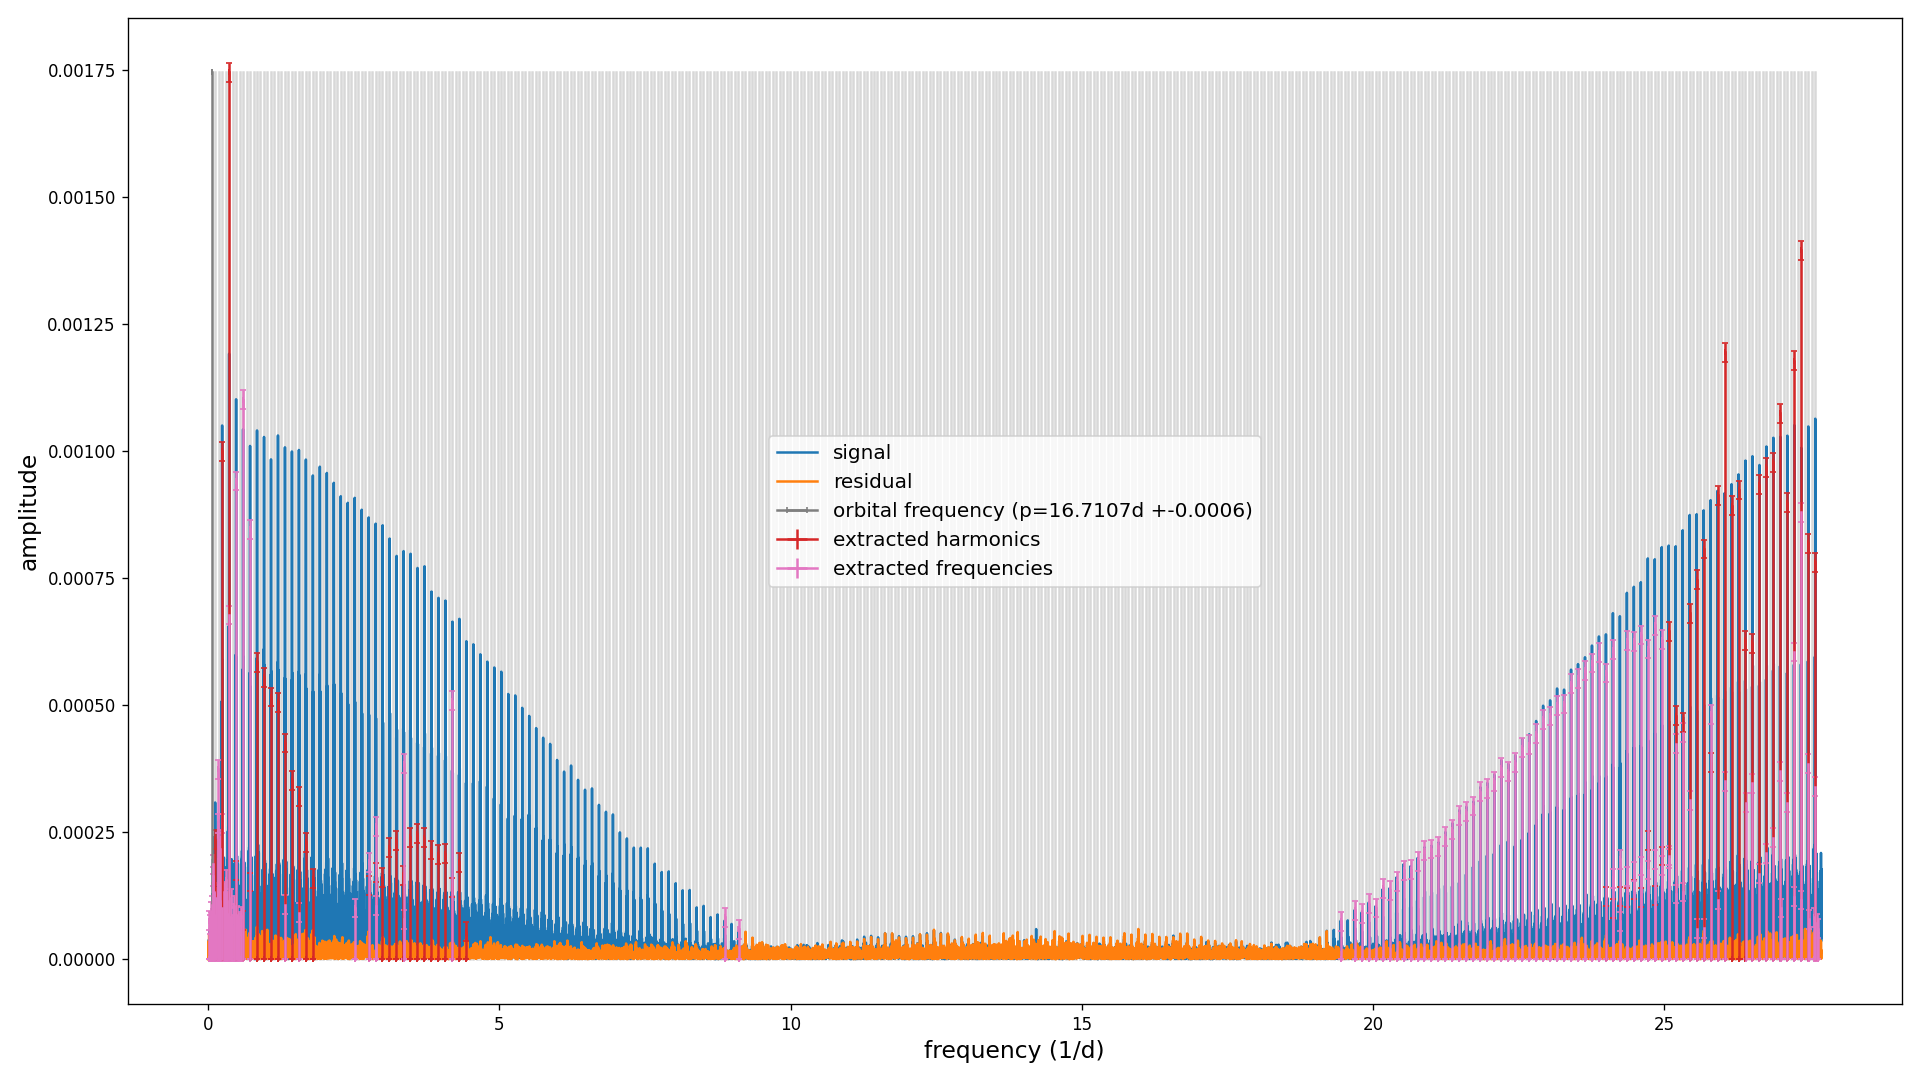 0.00175
0.00150
0.00125
0.00100
0.00075
0.00050
0.00025
0.00000
amplitude
signal
residual
orbital frequency (p=16.7107d +-0.0006)
extracted harmonics
extracted frequencies
0 5 10 15 20 25
frequency (1/d)